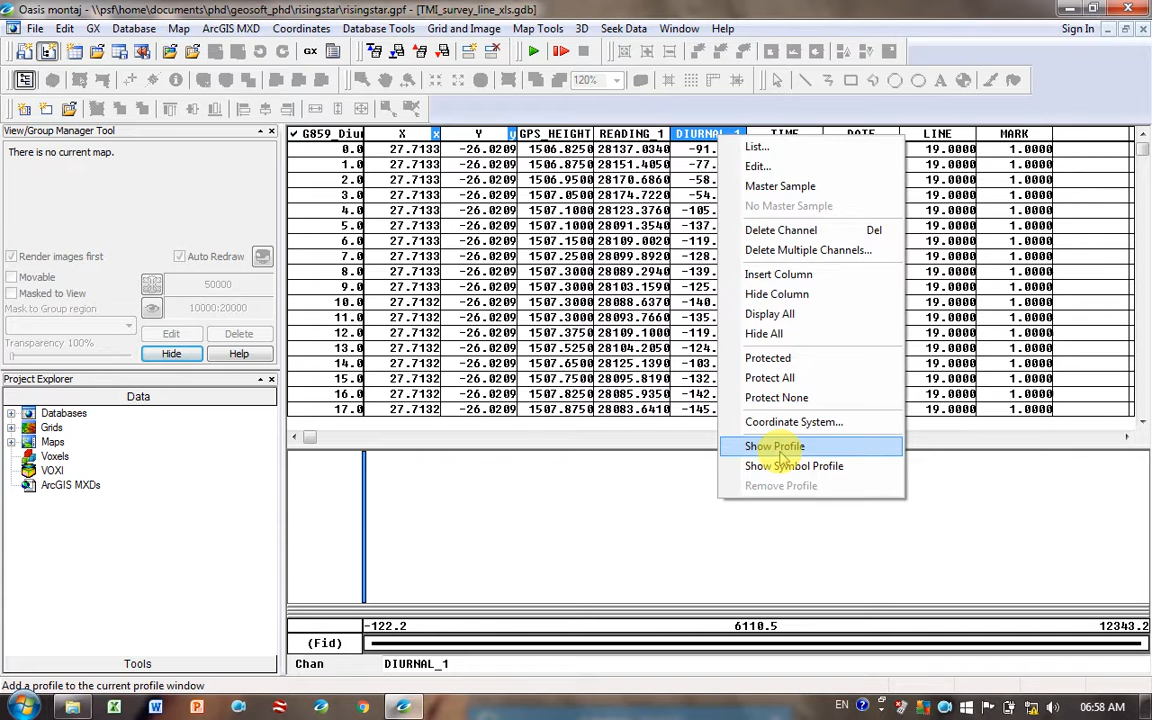 Oasis montaj - \\psf\home\documents\phd\geosoft_phd\risingstar\risingstar.gpf - [TMI_survey_line_xls.gdb]
File Edit GX Database Map ArcGIS MXD Coordinates Database Tools Grid and Image Map Tools 3D Seek Data Window Help Sign In
GX
120%
View/Group Manager Tool
There is no current map.
Render images first Auto Redraw
Movable 50000
Masked to View
Mask to Group region 10000:20000
Edit Delete
Transparency 100%
Hide Help
Project Explorer
Data
Databases
Grids
Maps
Voxels
VOXI
ArcGIS MXDs
Tools
G859_Diur X x Y y GPS_HEIGHT READING_1 DIURNAL_1 TIME DATE LINE MARK
0.0 27.7133 -26.0209 1506.8250 28137.0340 -91. 19.0000 1.0000
1.0 27.7133 -26.0209 1506.8750 28151.4050 -77. 19.0000 1.0000
2.0 27.7133 -26.0209 1506.9500 28170.6860 -58. 19.0000 1.0000
3.0 27.7133 -26.0209 1507.0500 28174.7220 -54. 19.0000 1.0000
4.0 27.7133 -26.0209 1507.1000 28123.3760 -105. 19.0000 1.0000
5.0 27.7133 -26.0209 1507.1000 28091.3540 -137. 19.0000 1.0000
6.0 27.7133 -26.0209 1507.1500 28109.0020 -119. 19.0000 1.0000
7.0 27.7133 -26.0209 1507.2500 28099.8920 -128. 19.0000 1.0000
8.0 27.7133 -26.0209 1507.3000 28089.2940 -139. 19.0000 1.0000
9.0 27.7133 -26.0209 1507.3000 28103.1590 -125. 19.0000 1.0000
10.0 27.7132 -26.0209 1507.3000 28088.6370 -140. 19.0000 1.0000
11.0 27.7132 -26.0209 1507.3000 28093.7660 -135. 19.0000 1.0000
12.0 27.7132 -26.0209 1507.3750 28109.1000 -119. 19.0000 1.0000
13.0 27.7132 -26.0209 1507.5250 28104.2050 -124. 19.0000 1.0000
14.0 27.7132 -26.0209 1507.6500 28125.1390 -103. 19.0000 1.0000
15.0 27.7132 -26.0209 1507.7500 28095.8190 -132. 19.0000 1.0000
16.0 27.7132 -26.0209 1507.8750 28085.9350 -142. 19.0000 1.0000
17.0 27.7132 -26.0209 1507.8750 28083.6410 -145. 19.0000 1.0000
List...
Edit...
Master Sample
No Master Sample
Delete Channel Del
Delete Multiple Channels...
Insert Column
Hide Column
Display All
Hide All
Protected
Protect All
Protect None
Coordinate System...
Show Profile
Show Symbol Profile
Remove Profile
-122.2 6110.5 12343.2
(Fid)
Chan DIURNAL_1
Add a profile to the current profile window
EN 06:58 AM